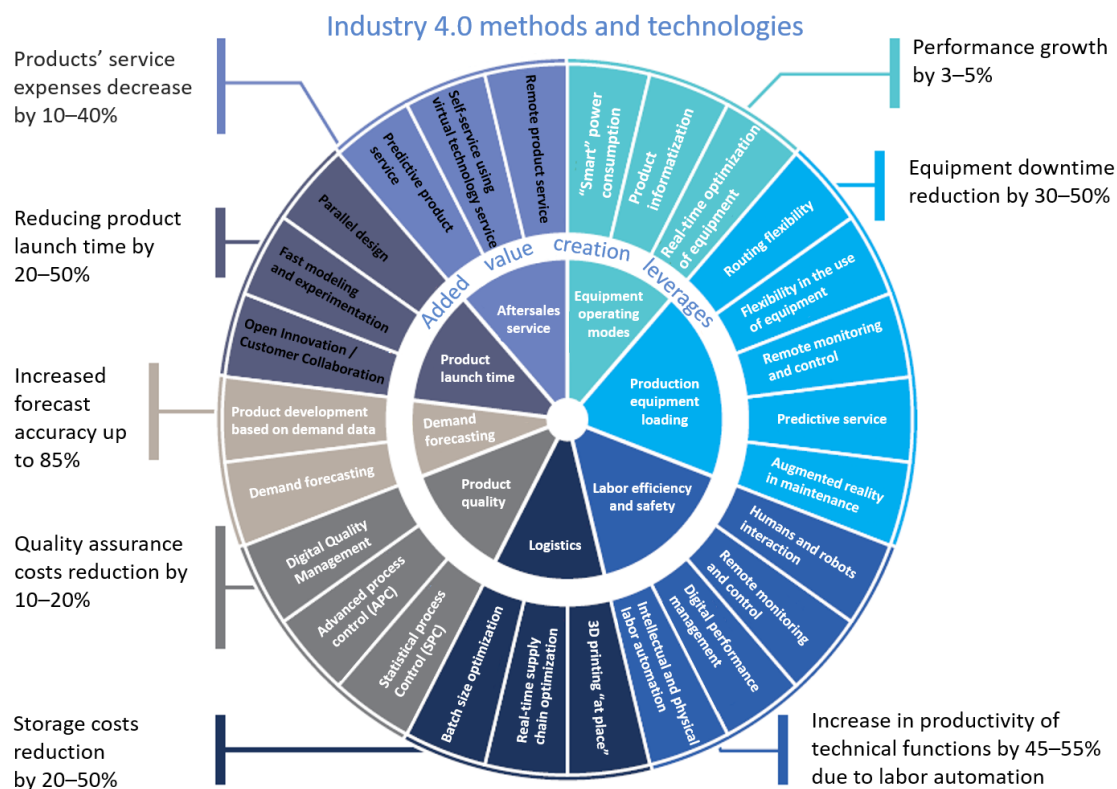 Industry 4.0 methods and technologies
Products’ service
expenses decrease
by 10–40%
Reducing product
launch time by
20–50%
Increased
forecast
accuracy up
to 85%
Quality assurance
costs reduction by
10–20%
Storage costs
reduction
by 20–50%
Performance growth
by 3–5%
Equipment downtime
reduction by 30–50%
Increase in productivity of
technical functions by 45–55%
due to labor automation
"Smart" power
consumption
Product
informatization
Real-time optimization
of equipment
Routing flexibility
Flexibility in the use
of equipment
Remote monitoring
and control
Predictive service
Augmented reality
in maintenance
Humans and robots
interaction
Remote monitoring
and control
Digital performance
management
Intellectual and physical
labor automation
3D printing "at place"
Real-time supply
chain optimization
Batch size optimization
Statistical process
Control (SPC)
Advanced process
control (APC)
Digital Quality
Management
Demand forecasting
Product development
based on demand data
Open Innovation /
Customer Collaboration
Fast modeling
and experimentation
Parallel design
Predictive product
service
Self-service using
virtual technology service
Remote product service
Added value creation leverages
Aftersales
service
Equipment
operating
modes
Production
equipment
loading
Labor efficiency
and safety
Logistics
Product
quality
Demand
forecasting
Product
launch time